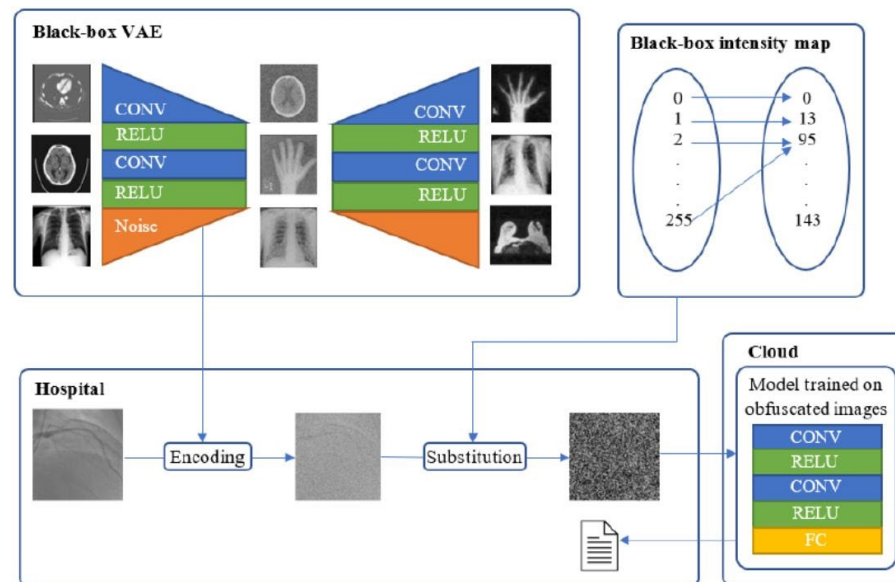 Black-box VAE
CONV
RELU
CONV
RELU
Noise
CONV
RELU
CONV
RELU
Black-box intensity map
0 0
1 13
2 95
. .
. .
. .
255 143
Hospital
Encoding
Substitution
Cloud
Model trained on
obfuscated images
CONV
RELU
CONV
RELU
FC